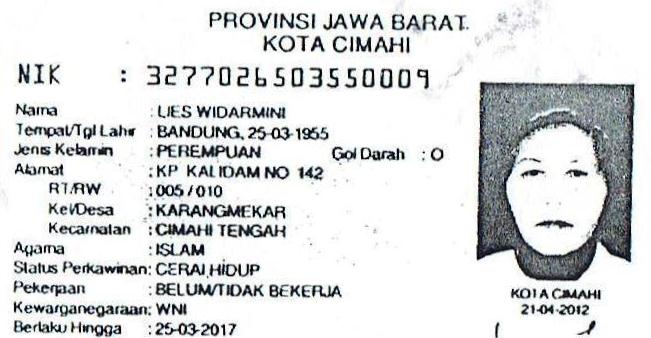 PROVINSI JAWA BARAT
KOTA CIMAHI
NIK : 3277026503550009
Nama : LIES WIDARMINI
Tempat/Tgl Lahir : BANDUNG, 25-03-1955
Jenis Kelamin : PEREMPUAN Gol Darah : O
Alamat : KP KALIDAM NO 142
RT/RW : 005 / 010
Kel/Desa : KARANGMEKAR
Kecamatan : CIMAHI TENGAH
Agama : ISLAM
Status Perkawinan: CERAI HIDUP
Pekerjaan : BELUM/TIDAK BEKERJA
Kewarganegaraan: WNI
Berlaku Hingga : 25-03-2017
KOTA CIMAHI
21-04-2012